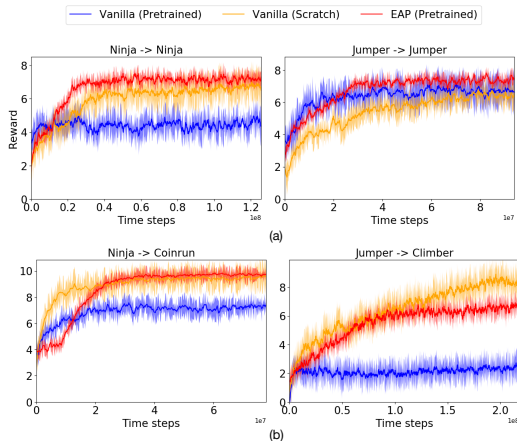 Vanilla (Pretrained) Vanilla (Scratch) EAP (Pretrained)
Ninja -> Ninja
Reward
8
6
4
2
0
0.0 0.2 0.4 0.6 0.8 1.0 1.2
1e8
Time steps
Jumper -> Jumper
8
6
4
2
0
0 2 4 6 8
1e7
Time steps
(a)
Ninja -> Coinrun
10
8
6
4
2
0
0 2 4 6
1e7
Time steps
Jumper -> Climber
8
6
4
2
0
0.0 0.5 1.0 1.5 2.0
Time steps
(b)